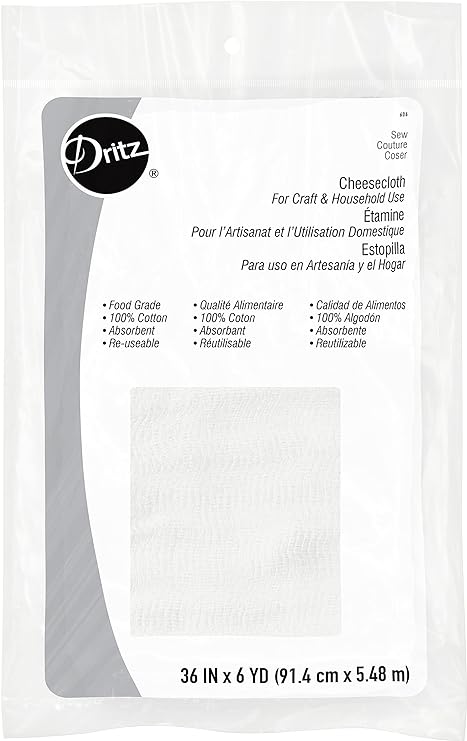 Dritz®
606
Sew
Couture
Coser
Cheesecloth
For Craft & Household Use
Étamine
Pour l'Artisanat et l'Utilisation Domestique
Estopilla
Para uso en Artesanía y el Hogar
• Food Grade
• 100% Cotton
• Absorbent
• Re-useable
• Qualité Alimentaire
• 100% Coton
• Absorbant
• Réutilisable
• Calidad de Alimentos
• 100% Algodón
• Absorbente
• Reutilizable
36 IN x 6 YD (91.4 cm x 5.48 m)